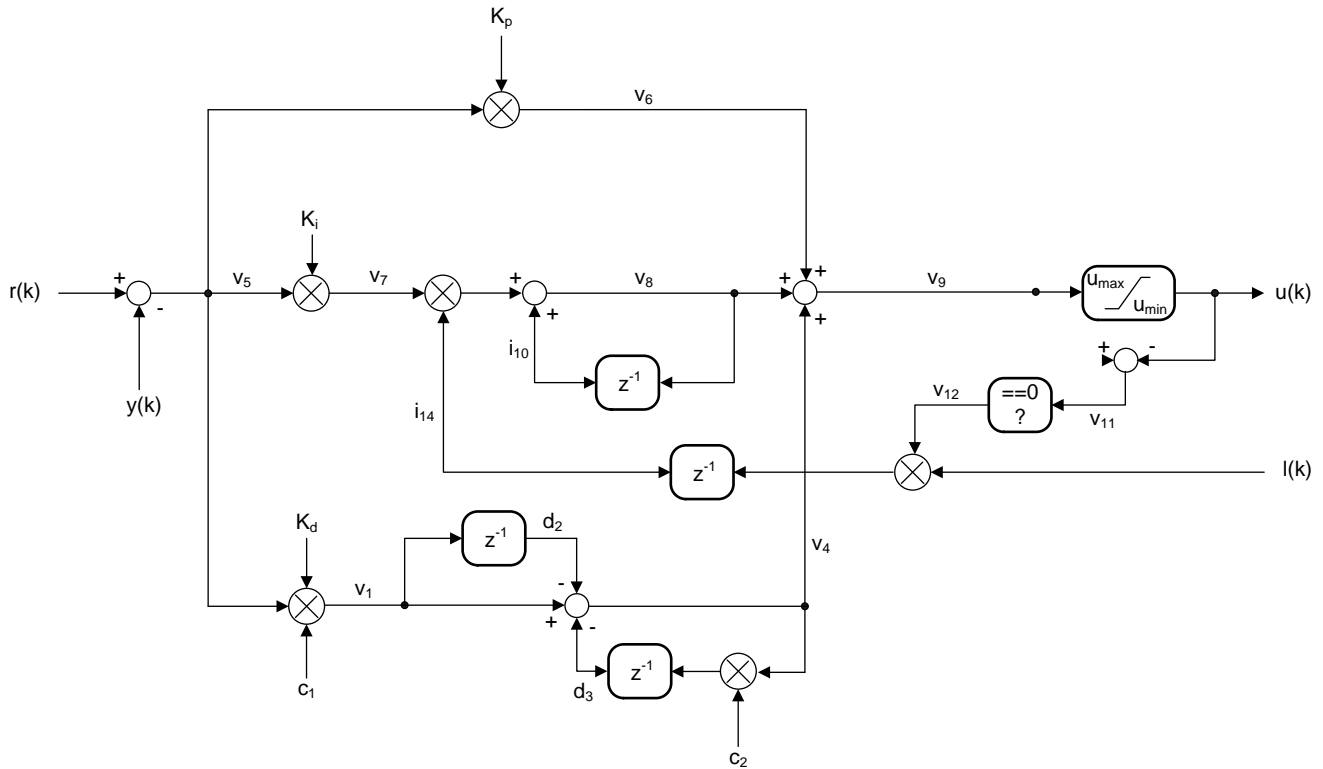 Kp
v6
Ki
+
v5
v7
+
v8
+
+
v9
umax
r(k)
u(k)
-
+
+
umin
i10
z-1
+
-
y(k)
v12
==0
?
v11
i14
z-1
l(k)
Kd
z-1
d2
v4
v1
-
+
-
z-1
d3
c1
c2